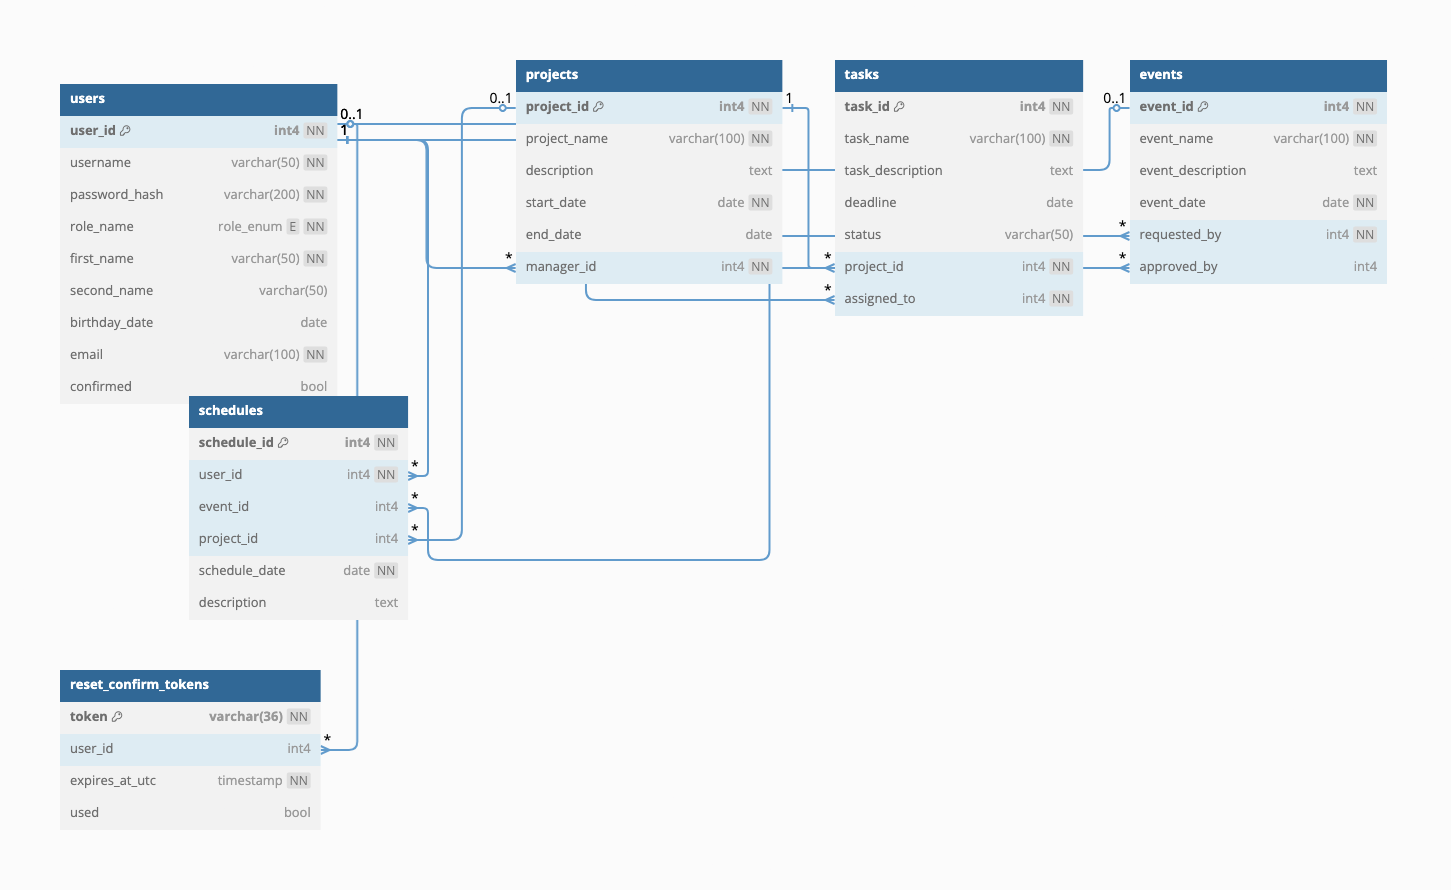 users
user_id int4 NN
username varchar(50) NN
password_hash varchar(200) NN
role_name role_enum E NN
first_name varchar(50) NN
second_name varchar(50)
birthday_date date
email varchar(100) NN
confirmed bool
0..1
1
projects
0..1
project_id int4 NN
1
project_name varchar(100) NN
description text
start_date date NN
end_date date
*
manager_id int4 NN
tasks
task_id int4 NN
task_name varchar(100) NN
task_description text
deadline date
status varchar(50)
*
project_id int4 NN
*
assigned_to int4 NN
events
0..1
event_id int4 NN
event_name varchar(100) NN
event_description text
event_date date NN
*
requested_by int4 NN
*
approved_by int4
schedules
schedule_id int4 NN
user_id int4 NN
*
event_id int4
*
project_id int4
*
schedule_date date NN
description text
reset_confirm_tokens
token varchar(36) NN
user_id int4
*
expires_at_utc timestamp NN
used bool